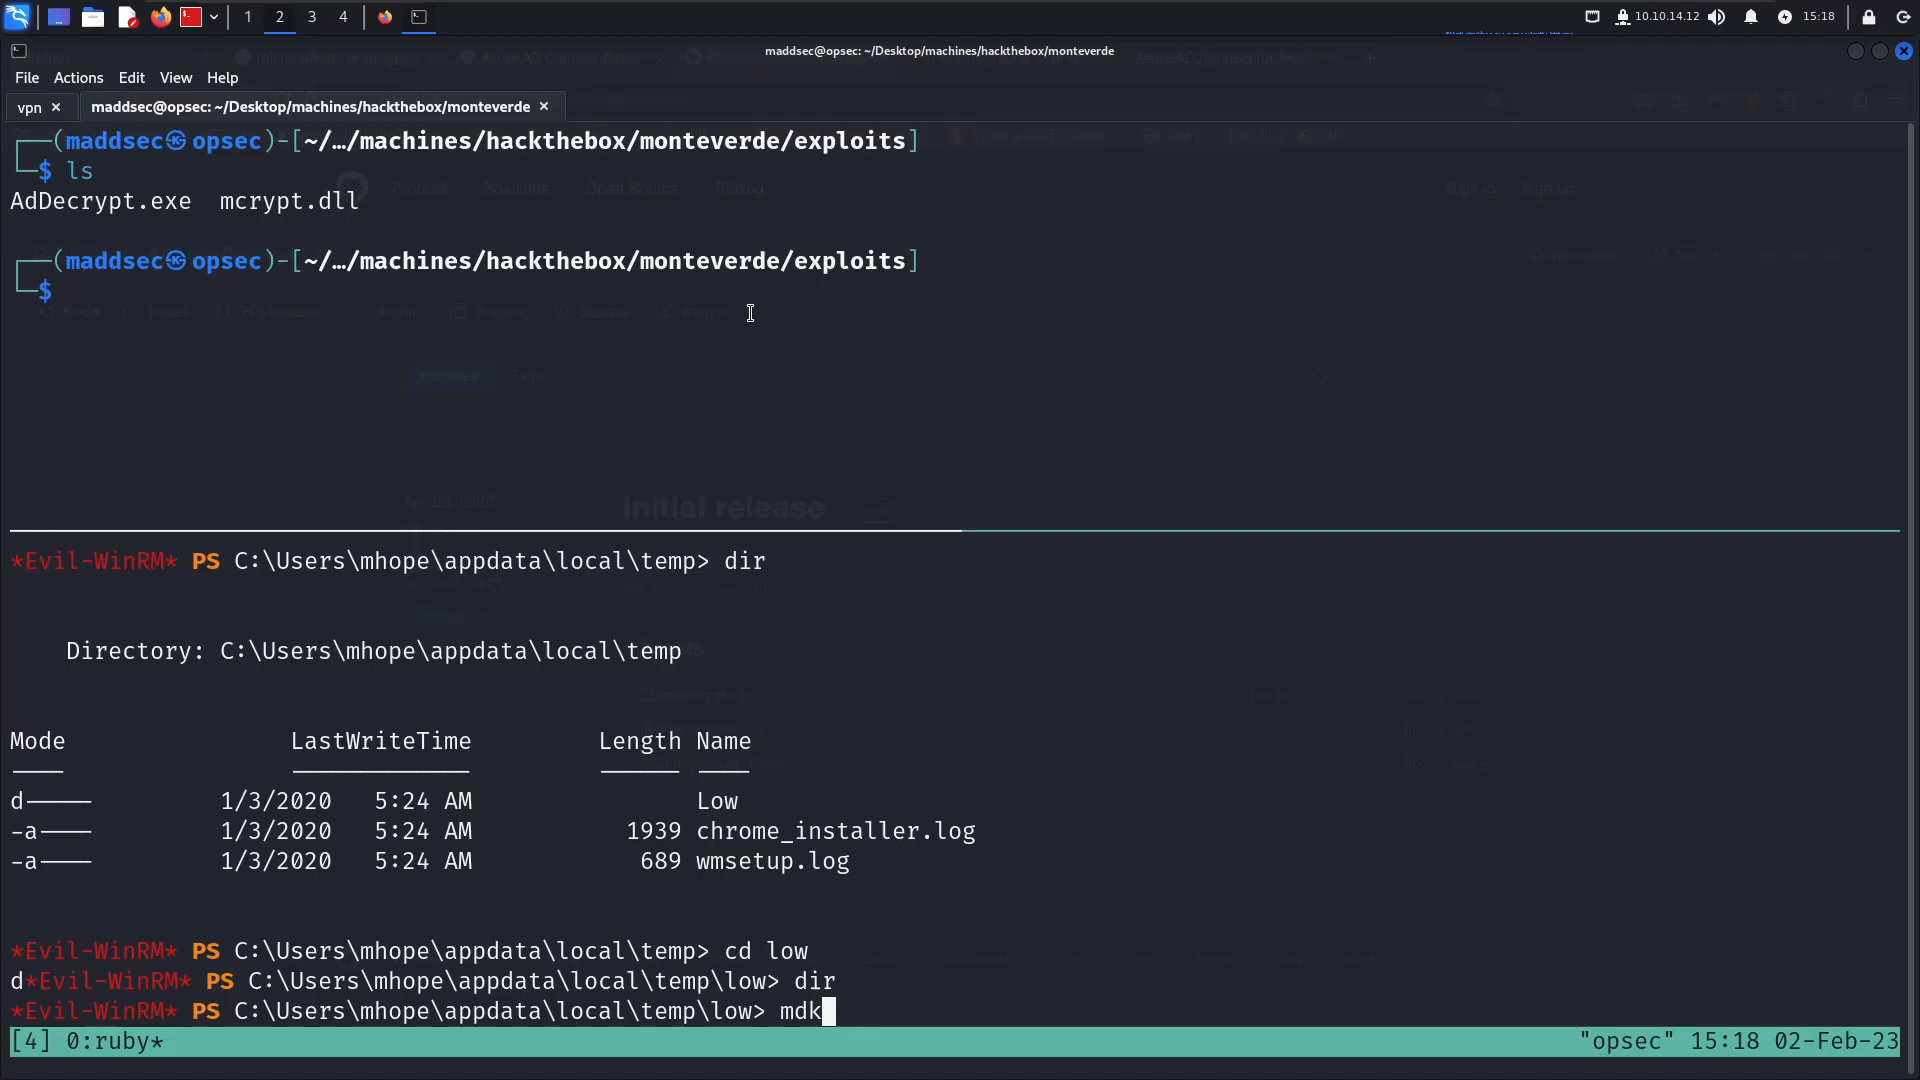 1 2 3 4 10.10.14.12 15:18
maddsec@opsec: ~/Desktop/machines/hackthebox/monteverde
File Actions Edit View Help
vpn × maddsec@opsec: ~/Desktop/machines/hackthebox/monteverde ×
(maddsec㉿opsec)-[~/…/machines/hackthebox/monteverde/exploits]
$ ls
AdDecrypt.exe mcrypt.dll
(maddsec㉿opsec)-[~/…/machines/hackthebox/monteverde/exploits]
$
Initial release
*Evil-WinRM* PS C:\Users\mhope\appdata\local\temp> dir
Directory: C:\Users\mhope\appdata\local\temp
Mode LastWriteTime Length Name
---- ------------- ------ ----
d----- 1/3/2020 5:24 AM Low
-a---- 1/3/2020 5:24 AM 1939 chrome_installer.log
-a---- 1/3/2020 5:24 AM 689 wmsetup.log
*Evil-WinRM* PS C:\Users\mhope\appdata\local\temp> cd low
d*Evil-WinRM* PS C:\Users\mhope\appdata\local\temp\low> dir
*Evil-WinRM* PS C:\Users\mhope\appdata\local\temp\low> mdk
[4] 0:ruby* "opsec" 15:18 02-Feb-23